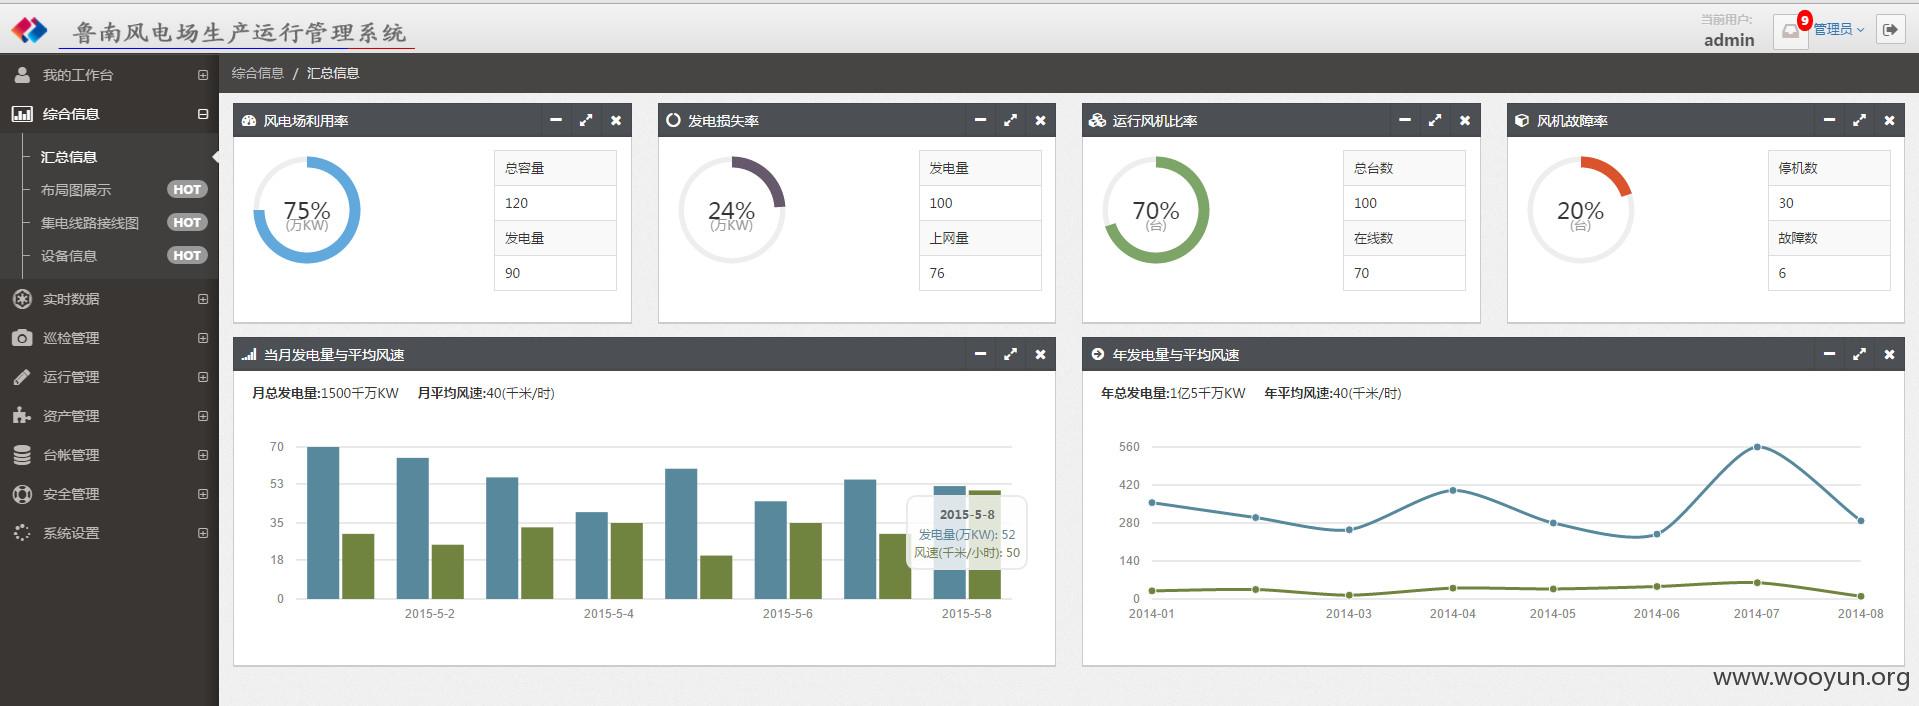 鲁南风电场生产运行管理系统
当前用户:
admin
9
管理员
我的工作台
综合信息
汇总信息
布局图展示 HOT
集电线路接线图 HOT
设备信息 HOT
实时数据
巡检管理
运行管理
资产管理
台帐管理
安全管理
系统设置
综合信息 / 汇总信息
风电场利用率
75%
(万KW)
总容量
120
发电量
90
发电损失率
24%
(万KW)
发电量
100
上网量
76
运行风机比率
70%
(台)
总台数
100
在线数
70
风机故障率
20%
(台)
停机数
30
故障数
6
当月发电量与平均风速
月总发电量:1500千万KW 月平均风速:40(千米/时)
70
53
35
18
0
2015-5-2 2015-5-4 2015-5-6 2015-5-8
2015-5-8
发电量(万KW): 52
风速(千米/小时): 50
年发电量与平均风速
年总发电量:1亿5千万KW 年平均风速:40(千米/时)
560
420
280
140
0
2014-01 2014-03 2014-04 2014-05 2014-06 2014-07 2014-08
www.wooyun.org